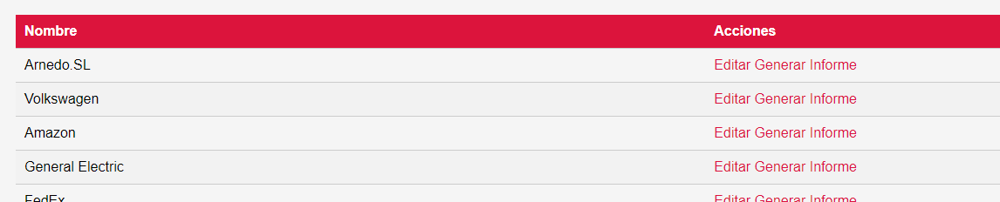 Nombre Acciones
Arnedo.SL Editar Generar Informe
Volkswagen Editar Generar Informe
Amazon Editar Generar Informe
General Electric Editar Generar Informe
FedEx Editar Generar Informe